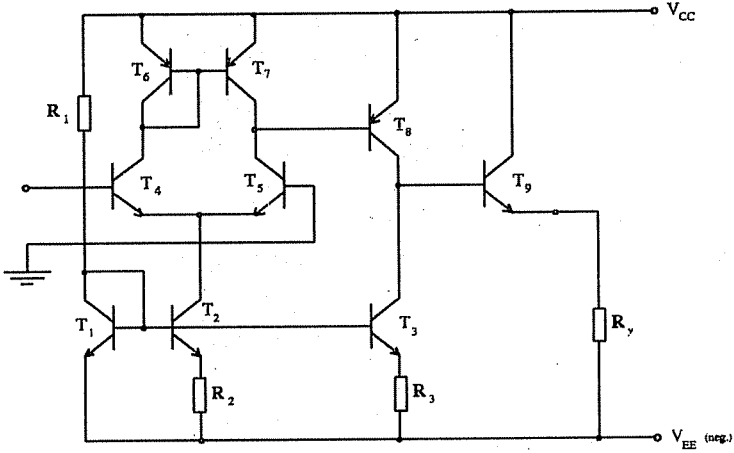 V_CC
T_6
T_7
R_1
T_8
T_4
T_5
T_9
T_1
T_2
T_3
R_y
R_2
R_3
V_EE (neg.)